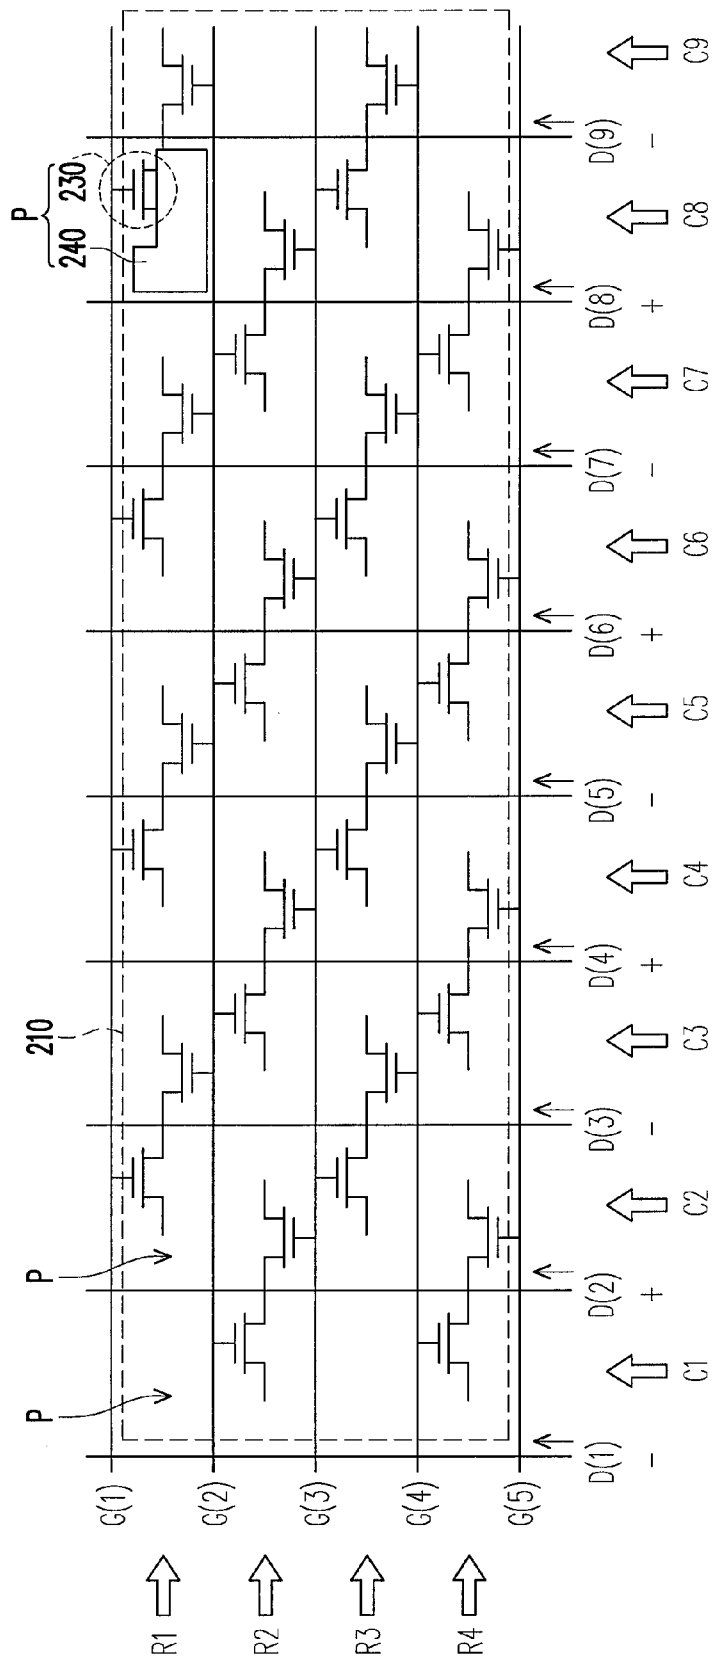 P
240 230
210
P
P
G(1)
G(2)
G(3)
G(4)
G(5)
R1
R2
R3
R4
D(1) D(2) D(3) D(4) D(5) D(6) D(7) D(8) D(9)
- + - + - + - + -
C1 C2 C3 C4 C5 C6 C7 C8 C9